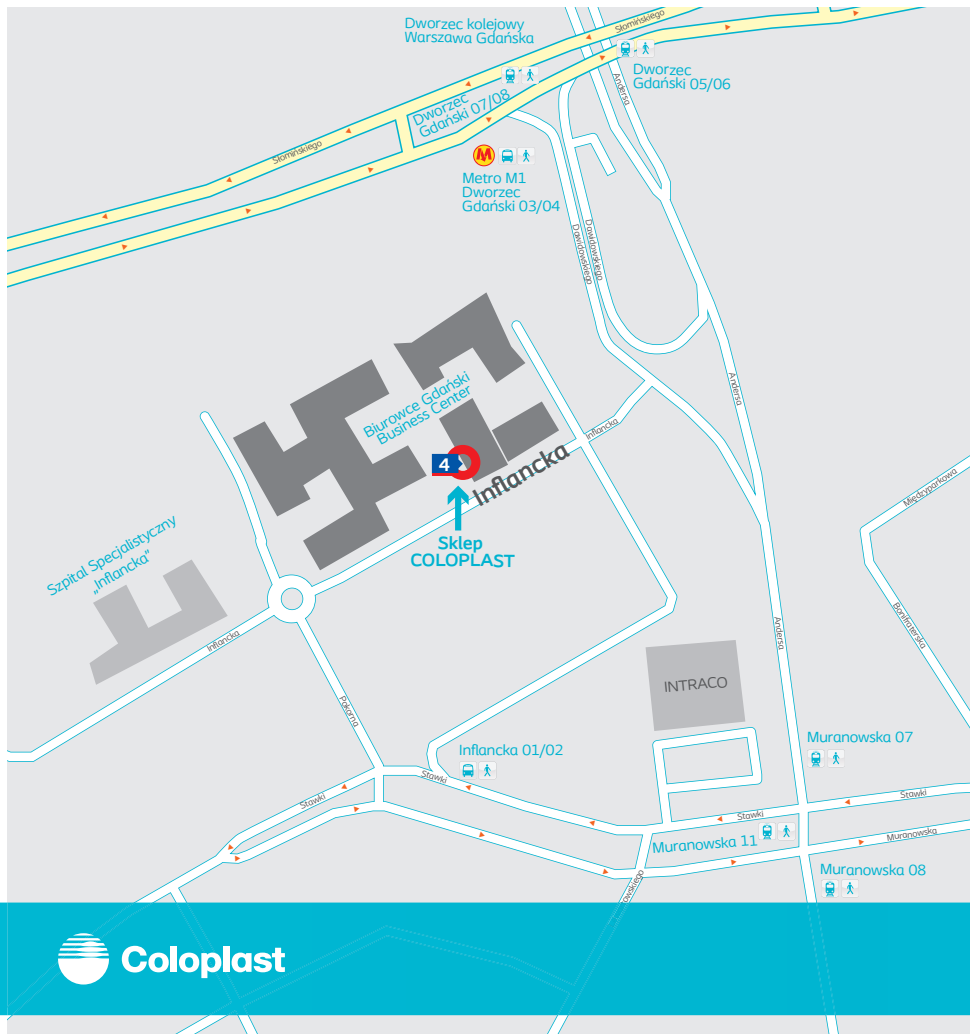 Dworzec kolejowy
Warszawa Gdańska
Słomińskiego
Dworzec
Gdański 05/06
Andersa
Dworzec
Gdański 07/08
Słomińskiego
M
Metro M1
Dworzec
Gdański 03/04
Dawidowskiego
Dawidowskiego
Andersa
Biurowce Gdański
Business Center
Inflancka
4
Inflancka
Sklep
COLOPLAST
Międzyparkowa
Szpital Specjalistyczny
„Inflancka”
Inflancka
Bonifraterska
Andersa
INTRACO
Pokorna
Muranowska 07
Inflancka 01/02
Stawki
Stawki
Stawki
Stawki
Muranowska 11
Muranowska
Muranowska 08
Coloplast